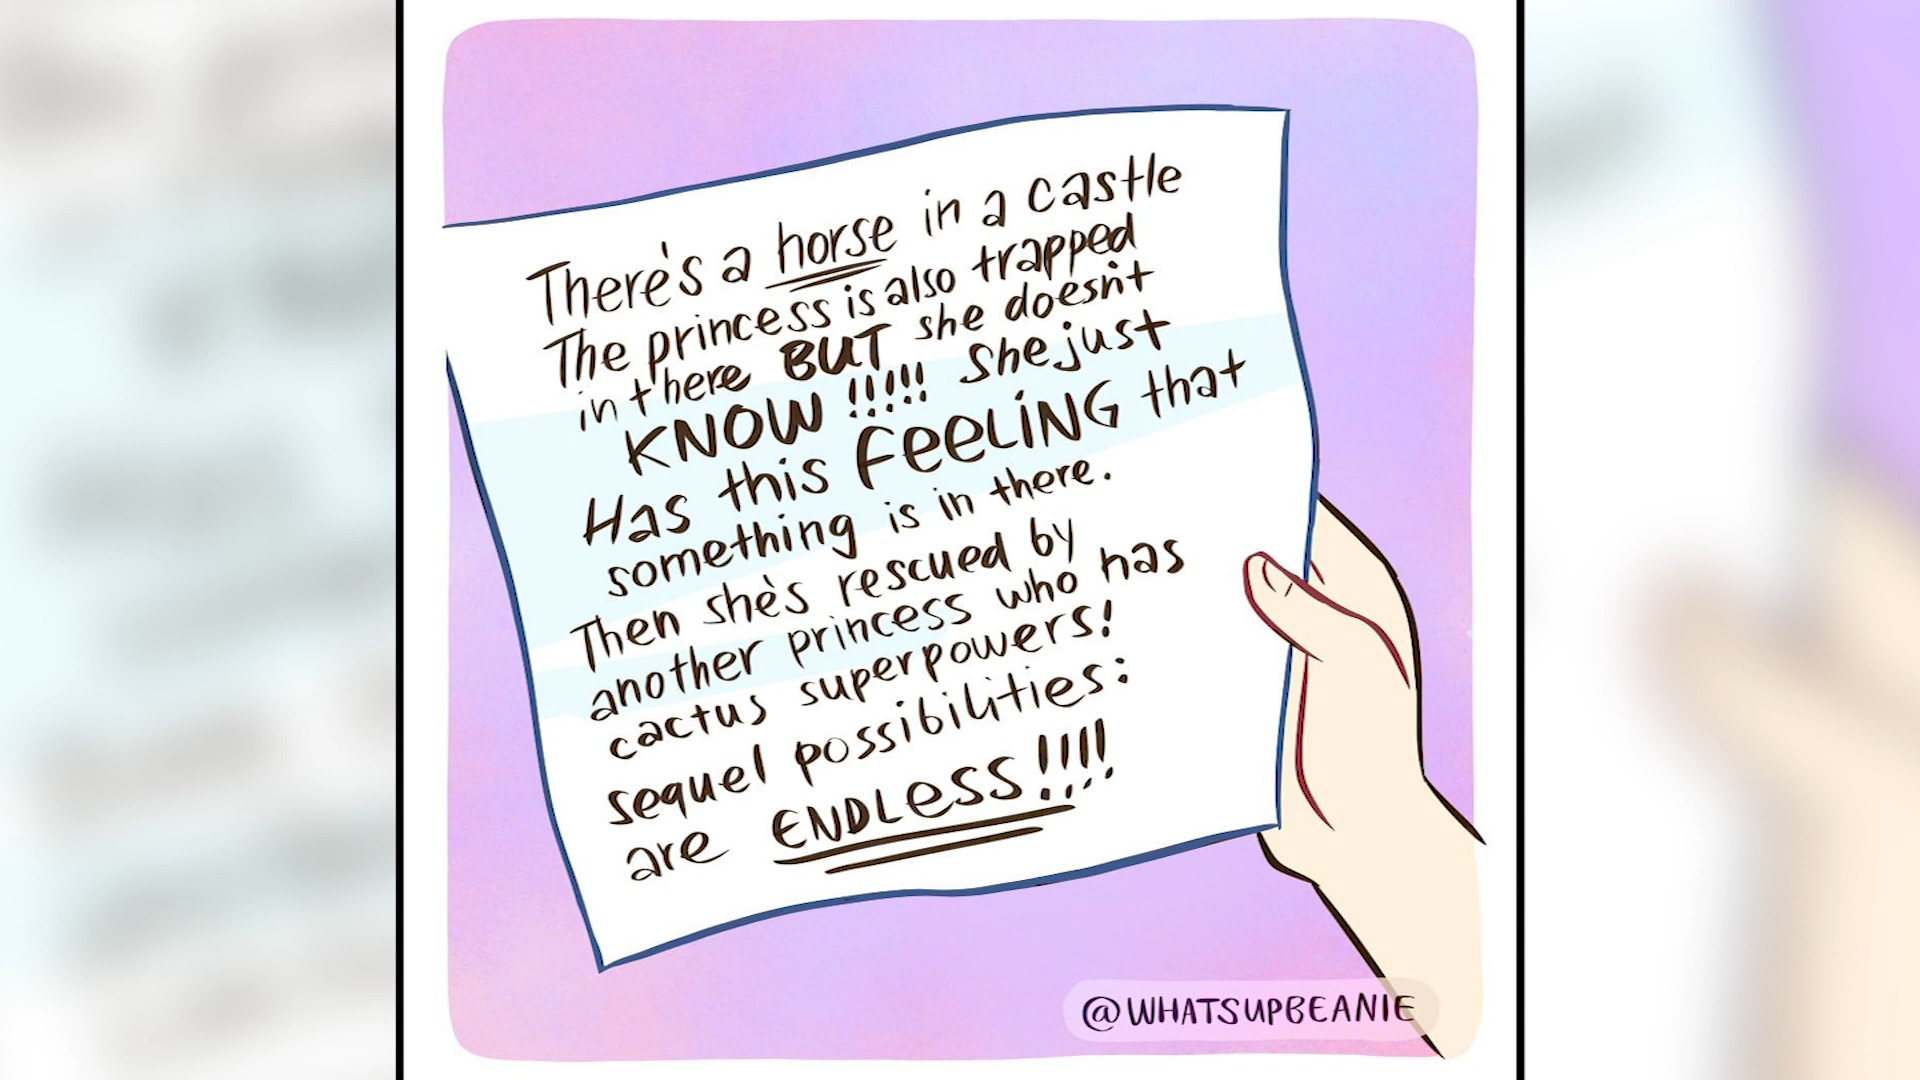 There's a horse in a castle
The princess is also trapped
in there BUT she doesn't
KNOW !!!!! She just
Has this FEELING that
something is in there.
Then she's rescued by
another princess who has
cactus superpowers!
sequel possibilities:
are ENDLESS!!!!
@WHATSUPBEANIE